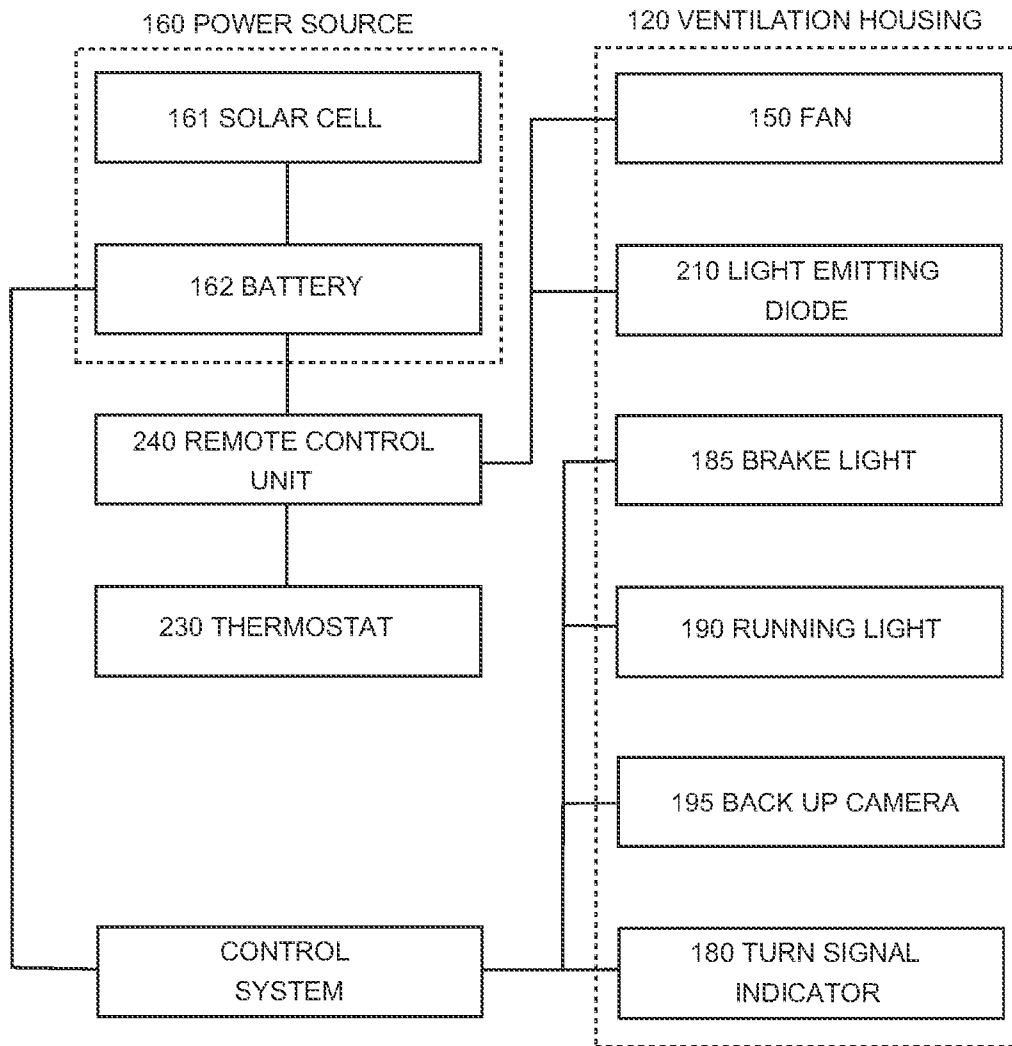 160 POWER SOURCE
161 SOLAR CELL
162 BATTERY
240 REMOTE CONTROL
UNIT
230 THERMOSTAT
CONTROL
SYSTEM
120 VENTILATION HOUSING
150 FAN
210 LIGHT EMITTING
DIODE
185 BRAKE LIGHT
190 RUNNING LIGHT
195 BACK UP CAMERA
180 TURN SIGNAL
INDICATOR